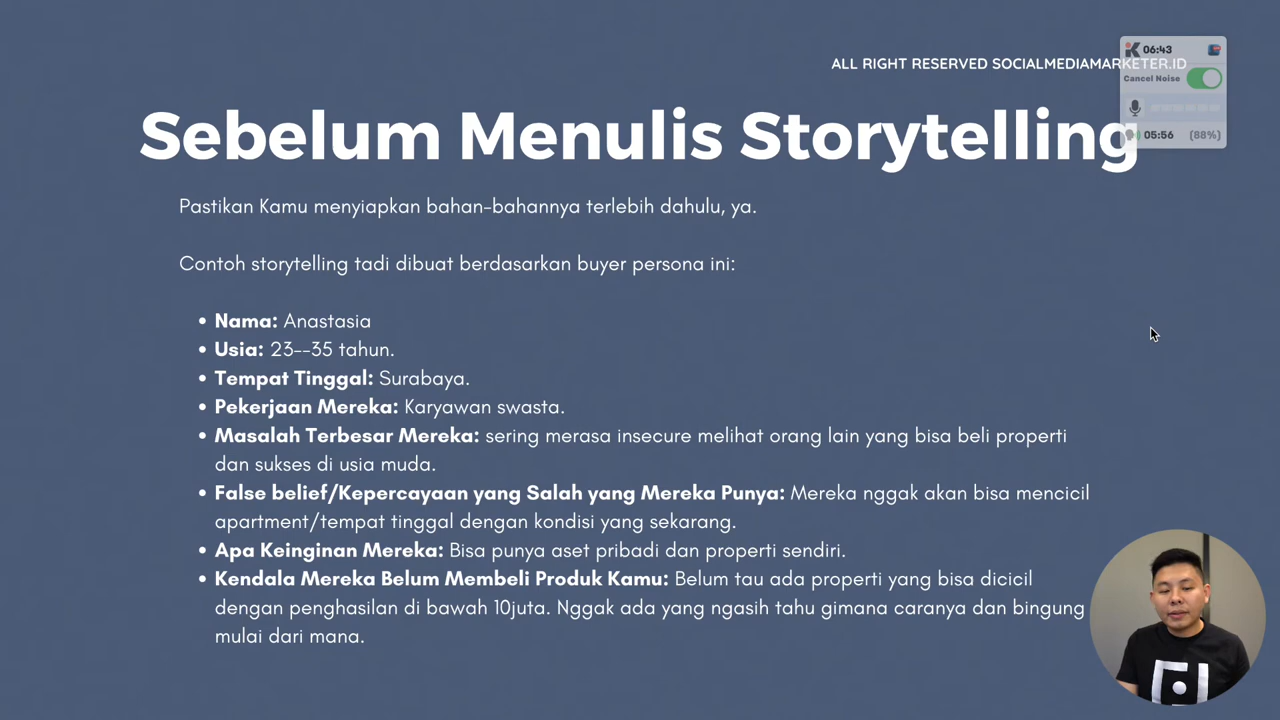 ALL RIGHT RESERVED SOCIALMEDIAMARKETER.ID
06:43
Cancel Noise
05:56 (88%)
Sebelum Menulis Storytelling
Pastikan Kamu menyiapkan bahan-bahannya terlebih dahulu, ya.
Contoh storytelling tadi dibuat berdasarkan buyer persona ini:
• Nama: Anastasia
• Usia: 23--35 tahun.
• Tempat Tinggal: Surabaya.
• Pekerjaan Mereka: Karyawan swasta.
• Masalah Terbesar Mereka: sering merasa insecure melihat orang lain yang bisa beli properti
dan sukses di usia muda.
• False belief/Kepercayaan yang Salah yang Mereka Punya: Mereka nggak akan bisa mencicil
apartment/tempat tinggal dengan kondisi yang sekarang.
• Apa Keinginan Mereka: Bisa punya aset pribadi dan properti sendiri.
• Kendala Mereka Belum Membeli Produk Kamu: Belum tau ada properti yang bisa dicicil
dengan penghasilan di bawah 10juta. Nggak ada yang ngasih tahu gimana caranya dan bingung
mulai dari mana.